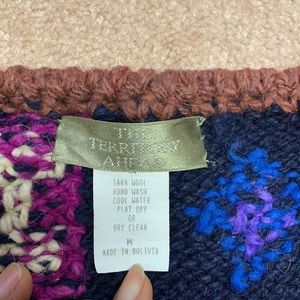 THE
TERRITORY
AHEAD
100% WOOL
HAND WASH
COOL WATER
FLAT DRY
OR
DRY CLEAN
M
MADE IN BOLIVIA